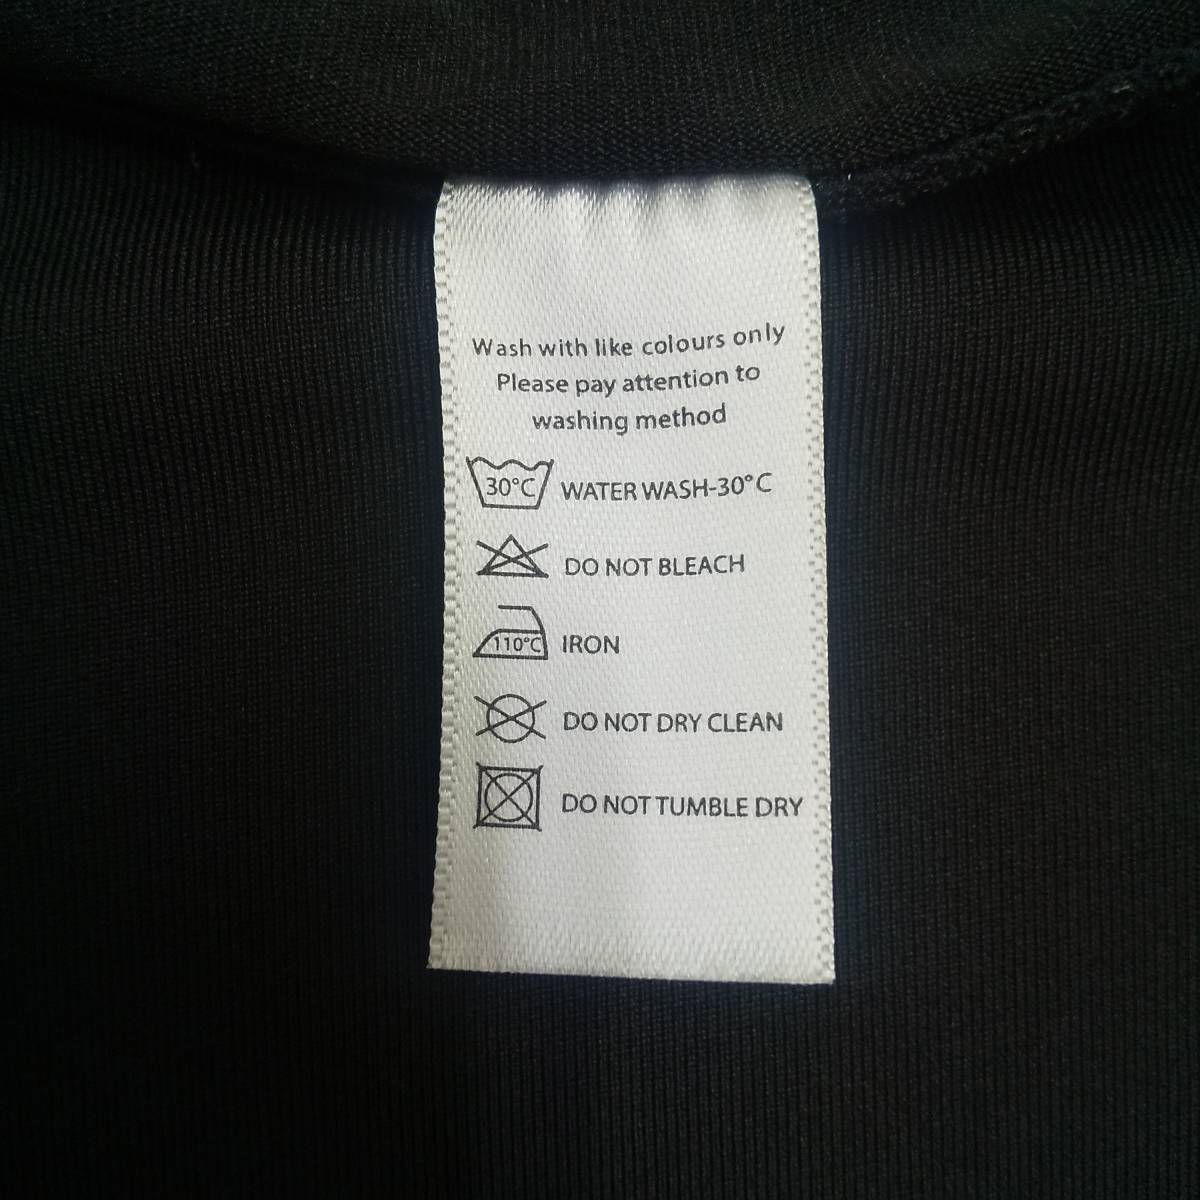 Wash with like colours only
Please pay attention to
washing method
30°C WATER WASH-30°C
DO NOT BLEACH
110°C IRON
DO NOT DRY CLEAN
DO NOT TUMBLE DRY